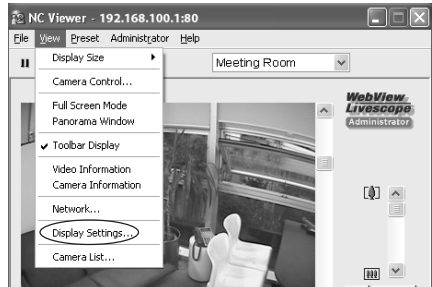 NC Viewer - 192.168.100.1:80
File View Preset Administrator Help
Display Size
Meeting Room
Camera Control...
Full Screen Mode
Panorama Window
Toolbar Display
Video Information
Camera Information
Network...
Display Settings...
Camera List...
WebView
Livescope
Administrator